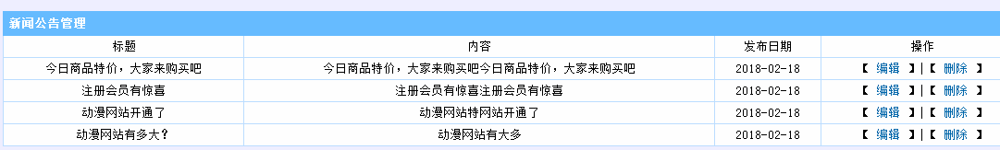 新闻公告管理
标题 内容 发布日期 操作
今日商品特价，大家来购买吧 今日商品特价，大家来购买吧今日商品特价，大家来购买吧 2018-02-18 【 编辑 】|【 删除 】
注册会员有惊喜 注册会员有惊喜注册会员有惊喜 2018-02-18 【 编辑 】|【 删除 】
动漫网站开通了 动漫网站特网站开通了 2018-02-18 【 编辑 】|【 删除 】
动漫网站有多大? 动漫网站有大多 2018-02-18 【 编辑 】|【 删除 】